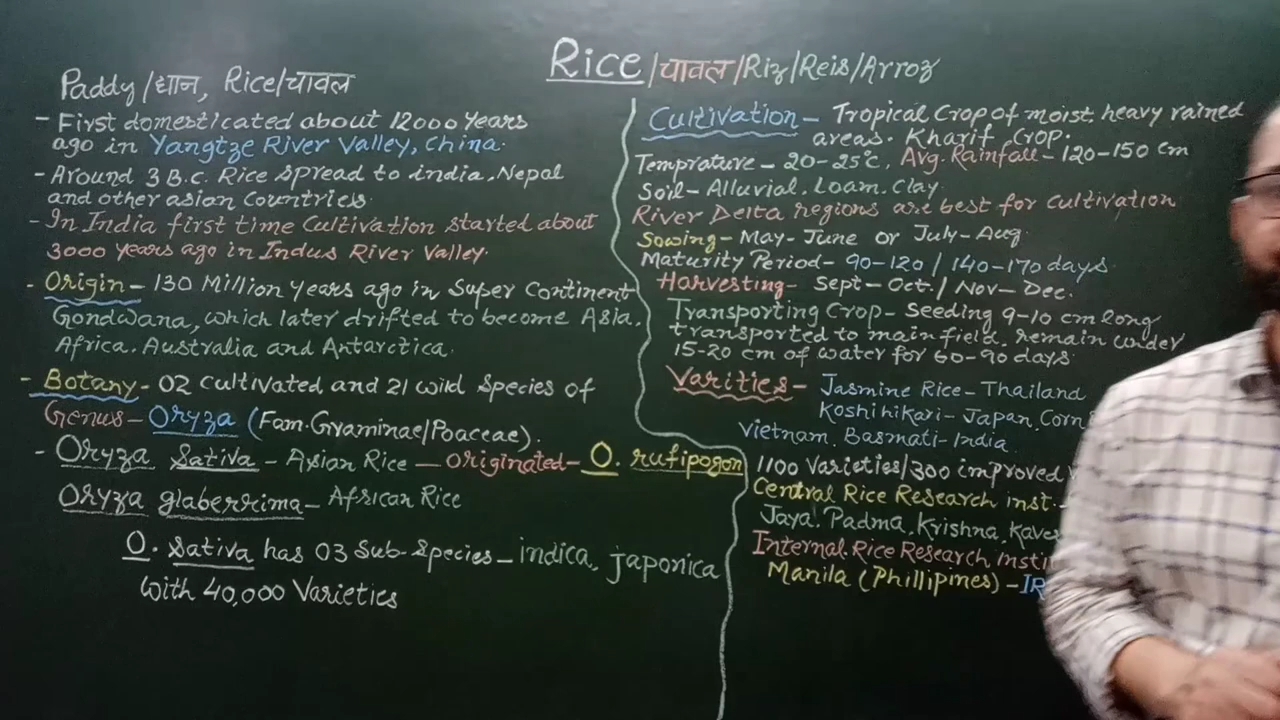 Rice/चावल/Riz/Reis/Arroz
Paddy/धान, Rice/चावल
- First domesticated about 12000 Years
ago in Yangtze River Valley, China.
- Around 3 B.C. Rice spread to india, Nepal
and other asian Countries.
- In India first time Cultivation started about
3000 years ago in Indus River Valley.
- Origin - 130 Million years ago in Super Continent
Gondwana, which later drifted to become Asia,
Africa, Australia and Antarctica.
- Botany - 02 Cultivated and 21 wild Species of
Genus - Oryza (Fam. Gyaminae/Poaceae).
- Oryza Sativa - Asian Rice - Originated - O. rufipogon
Oryza glaberrima - African Rice
O. Sativa has 03 Sub-Species - indica, japonica
with 40,000 Varieties
Cultivation - Tropical Crop of moist, heavy rained
areas. Kharif Crop.
Temprature - 20-25°C, Avg. Rainfall - 120-150 cm
Soil - Alluvial, Loam, Clay.
River Delta regions are best for cultivation
Sowing - May-June or July-Aug.
Maturity Period - 90-120 / 140-170 days.
Harvesting - Sept-Oct. / Nov-Dec.
Transporting Crop - Seeding 9-10 cm long
transported to main field, remain under
15-20 cm of water for 60-90 days.
Varities - Jasmine Rice - Thailand
Koshihikari - Japan, Corn
Vietnam, Basmati - India
1100 Varieties/300 improved
Central Rice Research inst. -
Jaya, Padma, Krishna, Kave
Internal. Rice Research Insti
Manila (Phillipines) - IR